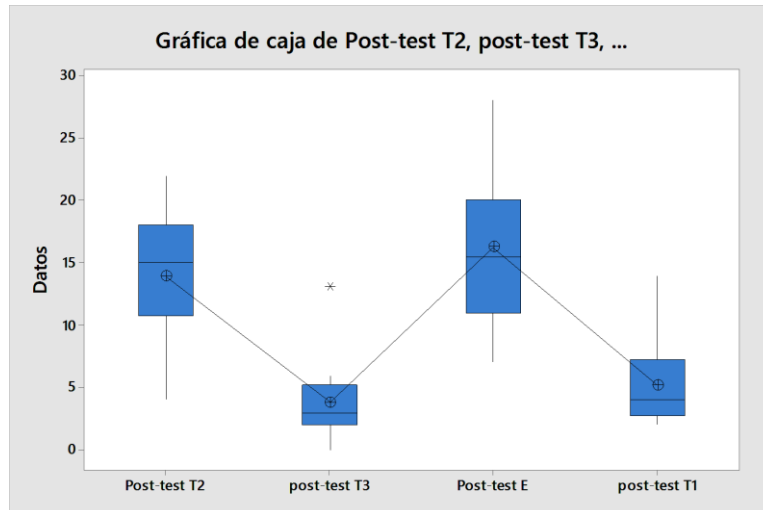 Gráfica de caja de Post-test T2, post-test T3, ...
30
25
20
15
10
5
0
Datos
Post-test T2 post-test T3 Post-test E post-test T1